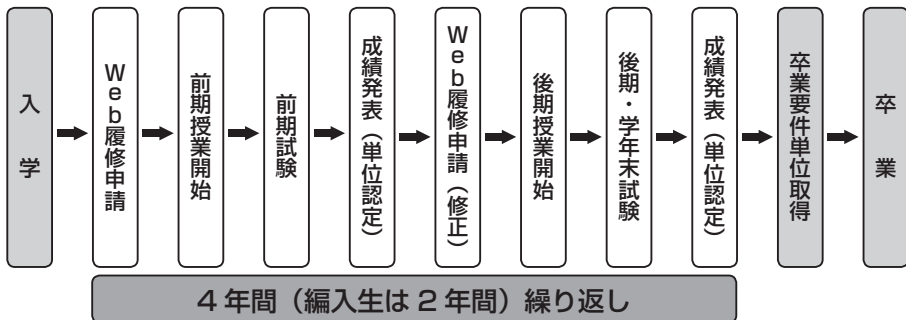 入学
Web履修申請
前期授業開始
前期試験
成績発表（単位認定）
Web履修申請（修正）
後期授業開始
後期・学年末試験
成績発表（単位認定）
卒業要件単位取得
卒業
4年間（編入生は2年間）繰り返し